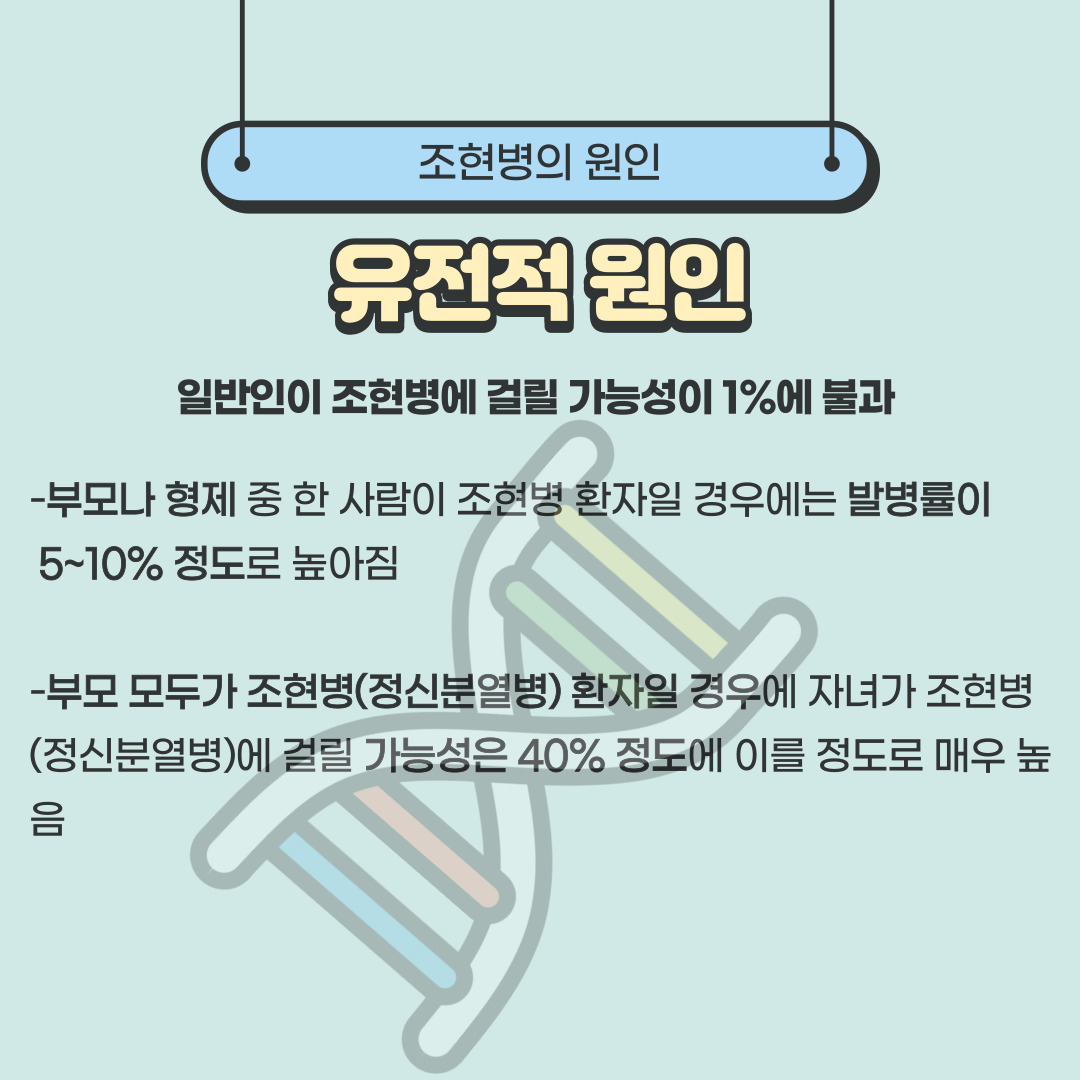 조현병의 원인
유전적 원인
일반인이 조현병에 걸릴 가능성이 1%에 불과
-부모나 형제 중 한 사람이 조현병 환자일 경우에는 발병률이
5~10% 정도로 높아짐
-부모 모두가 조현병(정신분열병) 환자일 경우에 자녀가 조현병
(정신분열병)에 걸릴 가능성은 40% 정도에 이를 정도로 매우 높
음